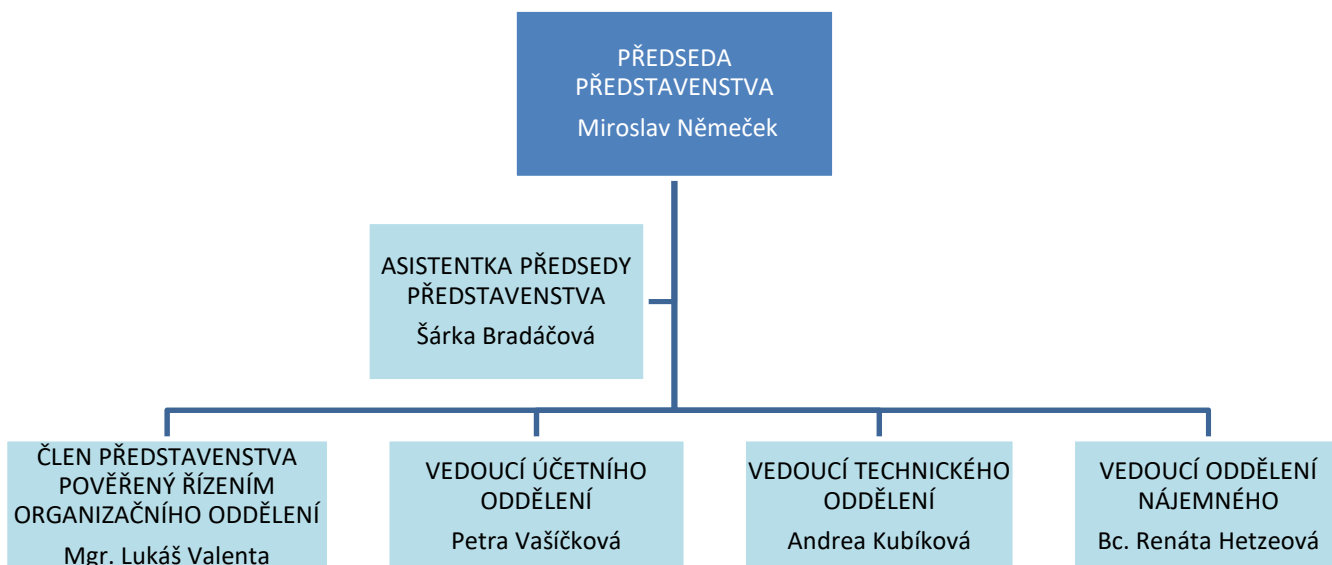 PŘEDSEDA
PŘEDSTAVENSTVA
Miroslav Němeček
ASISTENTKA PŘEDSEDY
PŘEDSTAVENSTVA
Šárka Bradáčová
ČLEN PŘEDSTAVENSTVA
POVĚŘENÝ ŘÍZENÍM
ORGANIZAČNÍHO ODDĚLENÍ
Mgr. Lukáš Valenta
VEDOUCÍ ÚČETNÍHO
ODDĚLENÍ
Petra Vašíčková
VEDOUCÍ TECHNICKÉHO
ODDĚLENÍ
Andrea Kubíková
VEDOUCÍ ODDĚLENÍ
NÁJEMNÉHO
Bc. Renáta Hetzeová